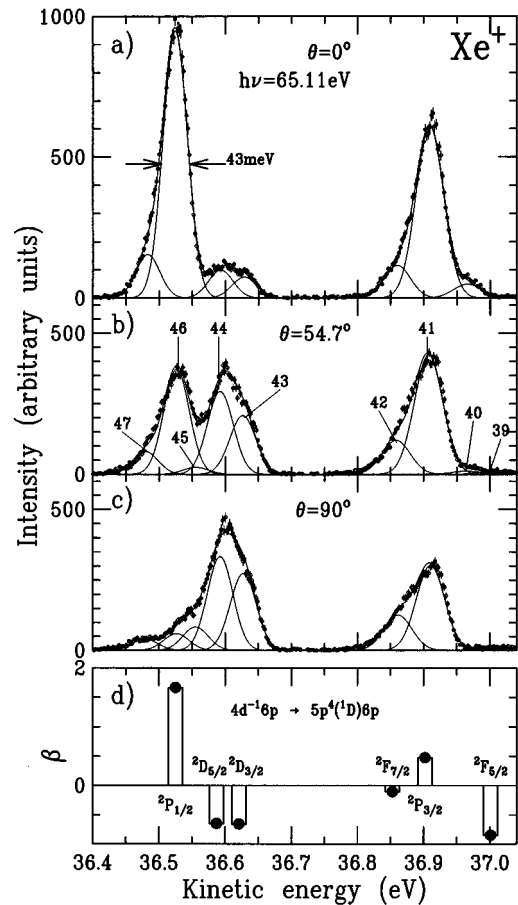 1000
a)
θ=0°
hν=65.11eV
Xe⁺
500
43meV
0
Intensity (arbitrary units)
b)
46
44
θ=54.7°
41
500
43
47
45
42
40
39
0
c)
θ=90°
500
0
2
d)
4d⁻¹6p → 5p⁴(¹D)6p
β
²D₅/₂
²D₃/₂
²F₇/₂
²F₅/₂
0
²P₁/₂
²P₃/₂
36.4
36.5
36.6
36.7
36.8
36.9
37.0
Kinetic energy (eV)